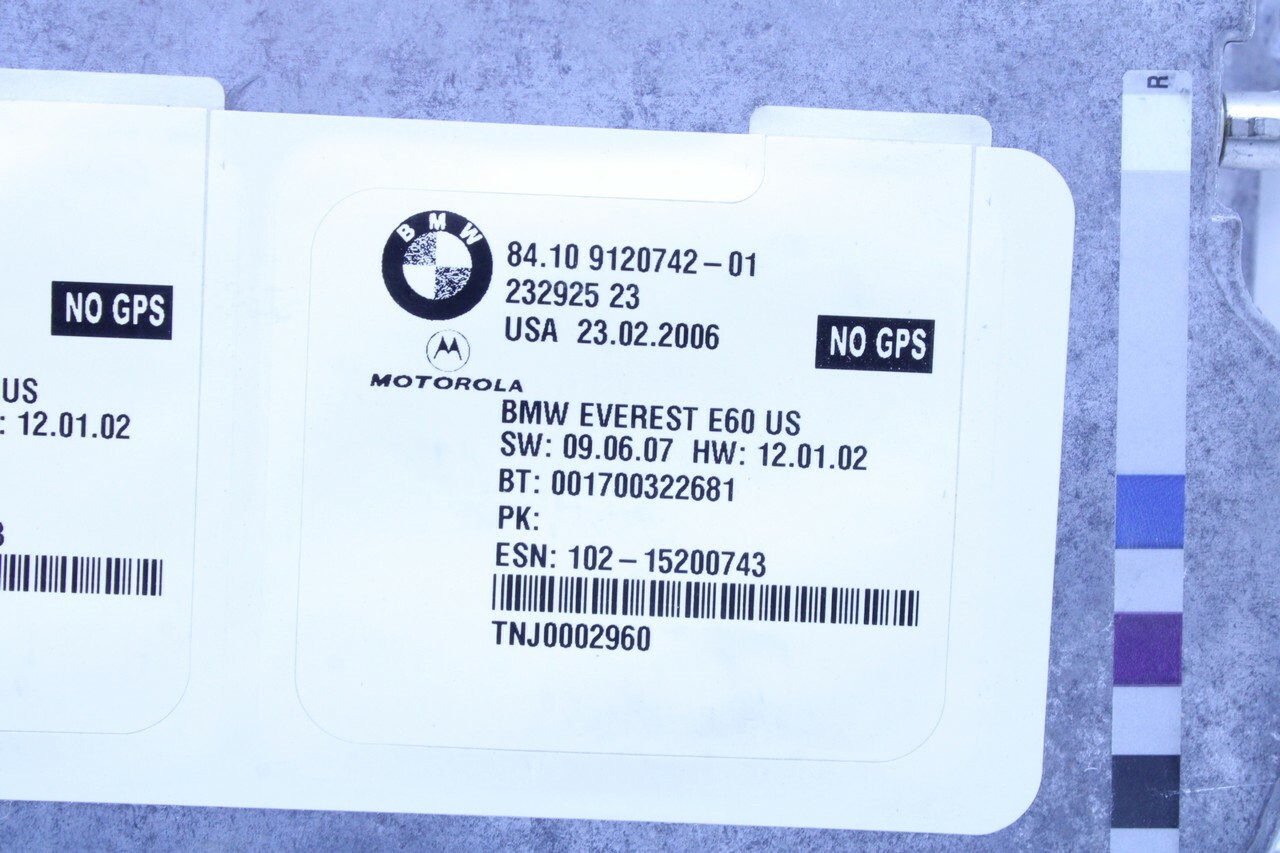 NO GPS
US
: 12.01.02
BMW
84.10 9120742-01
232925 23
USA 23.02.2006
NO GPS
MOTOROLA
BMW EVEREST E60 US
SW: 09.06.07 HW: 12.01.02
BT: 001700322681
PK:
ESN: 102-15200743
TNJ0002960
R